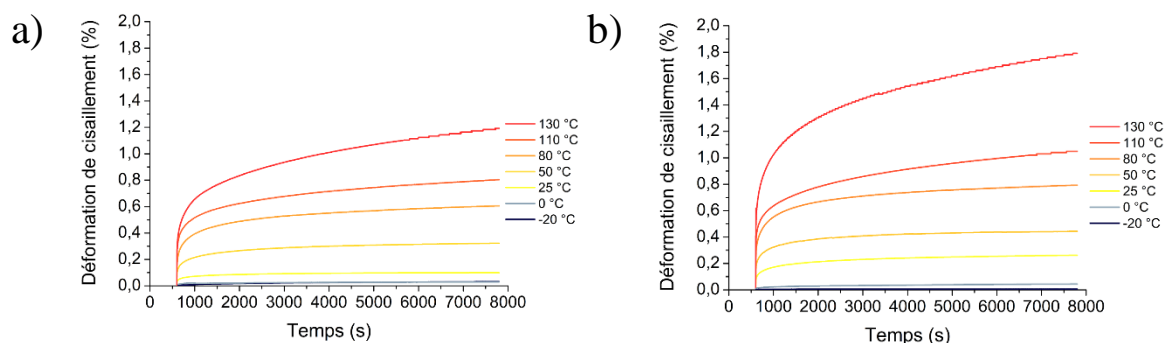 a)
Déformation de cisaillement (%)
2,0
1,8
1,6
1,4
1,2
1,0
0,8
0,6
0,4
0,2
0,0
0 1000 2000 3000 4000 5000 6000 7000 8000
Temps (s)
130 °C
110 °C
80 °C
50 °C
25 °C
0 °C
-20 °C
b)
Déformation de cisaillement (%)
2,0
1,8
1,6
1,4
1,2
1,0
0,8
0,6
0,4
0,2
0,0
0 1000 2000 3000 4000 5000 6000 7000 8000
Temps (s)
130 °C
110 °C
80 °C
50 °C
25 °C
0 °C
-20 °C